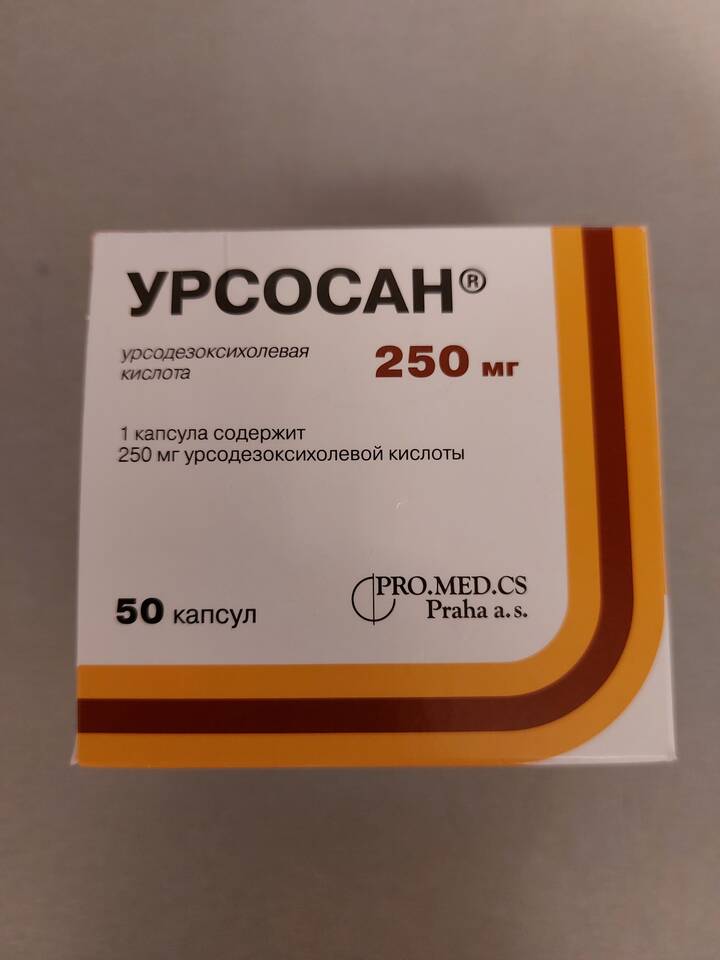 УРСОСАН®
урсодезоксихолевая
кислота
250 мг
1 капсула содержит
250 мг урсодезоксихолевой кислоты
50 капсул
PRO.MED.CS
Praha a.s.